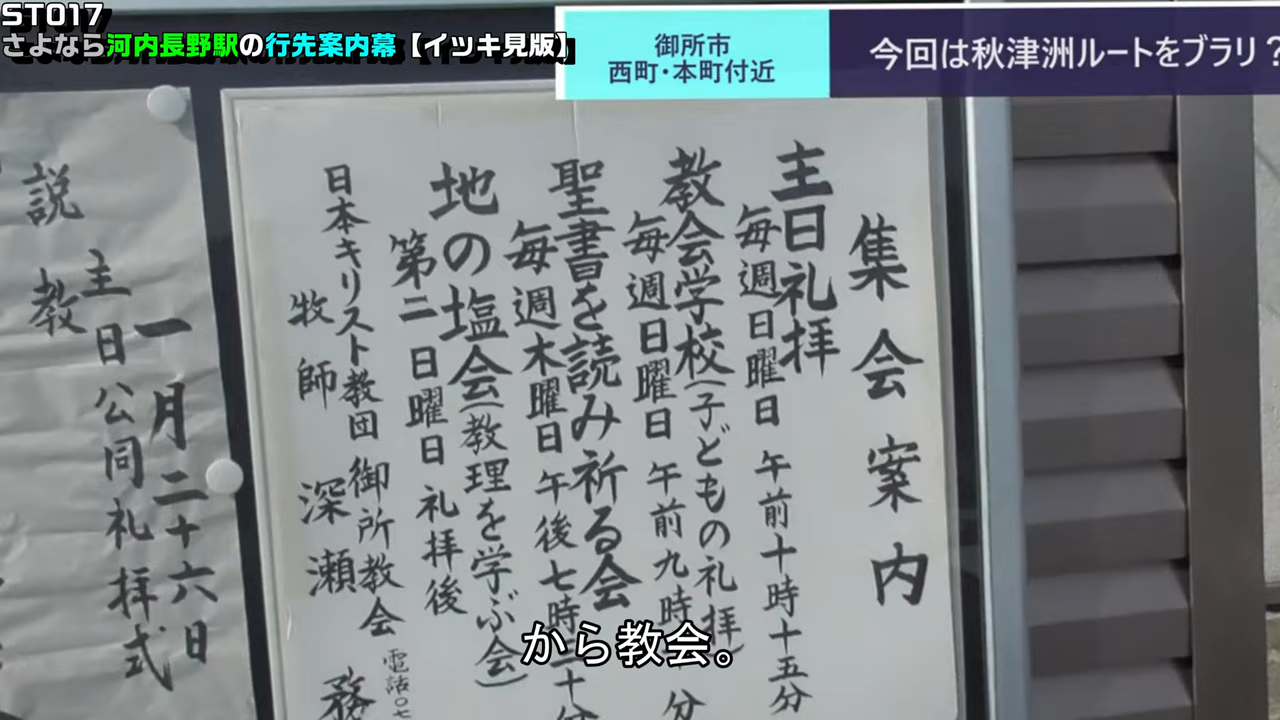 ST017
さよなら河内長野駅の行先案内幕【イツキ見版】
御所市
西町・本町付近
今回は秋津洲ルートをブラリ?
集会案内
主日礼拝
毎週日曜日 午前十時十五分
教会学校(子どもの礼拝)
毎週日曜日 午前九時 分
聖書を読み祈る会
毎週木曜日 午後七時
地の塩会(教理を学ぶ会)
第二日曜日 礼拝後
日本キリスト教団 御所教会 電話〇七
牧師 深瀬 務
一月二十六日
主日公同礼拝式
説教
から教会。